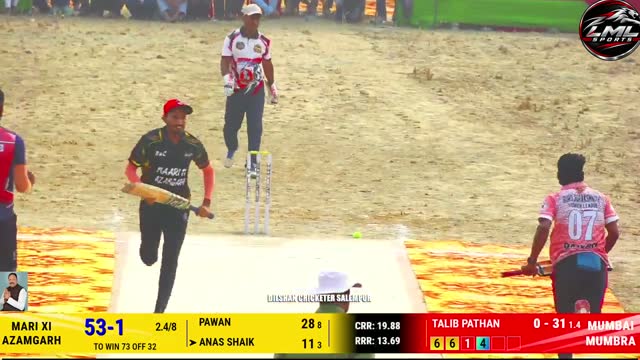 LML
SPORTS
MAARI XI
AZAMGARH
07
DILSHAN CRICKETER SALEMPUR
MARI XI
AZAMGARH
53-1
2.4/8
TO WIN 73 OFF 32
PAWAN 28 8
ANAS SHAIK 11 3
CRR: 19.88
RRR: 13.69
TALIB PATHAN 0 - 31 1.4
6 6 1 4
MUMBAI
MUMBRA